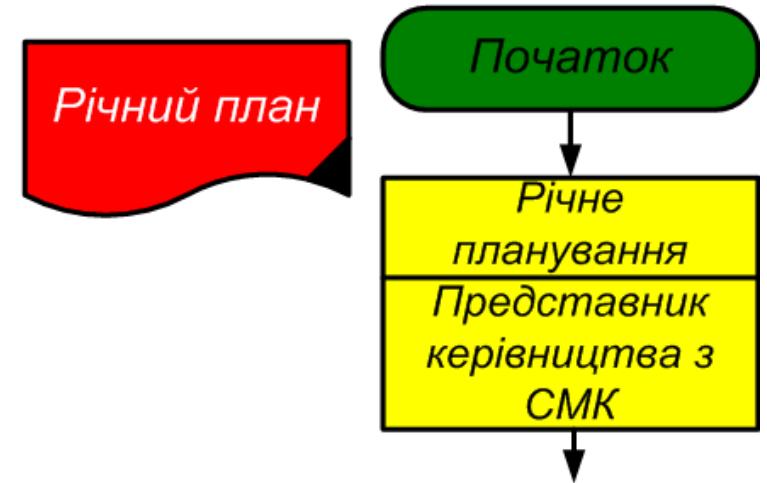 Річний план
Початок
Річне
планування
Представник
керівництва з
СМК